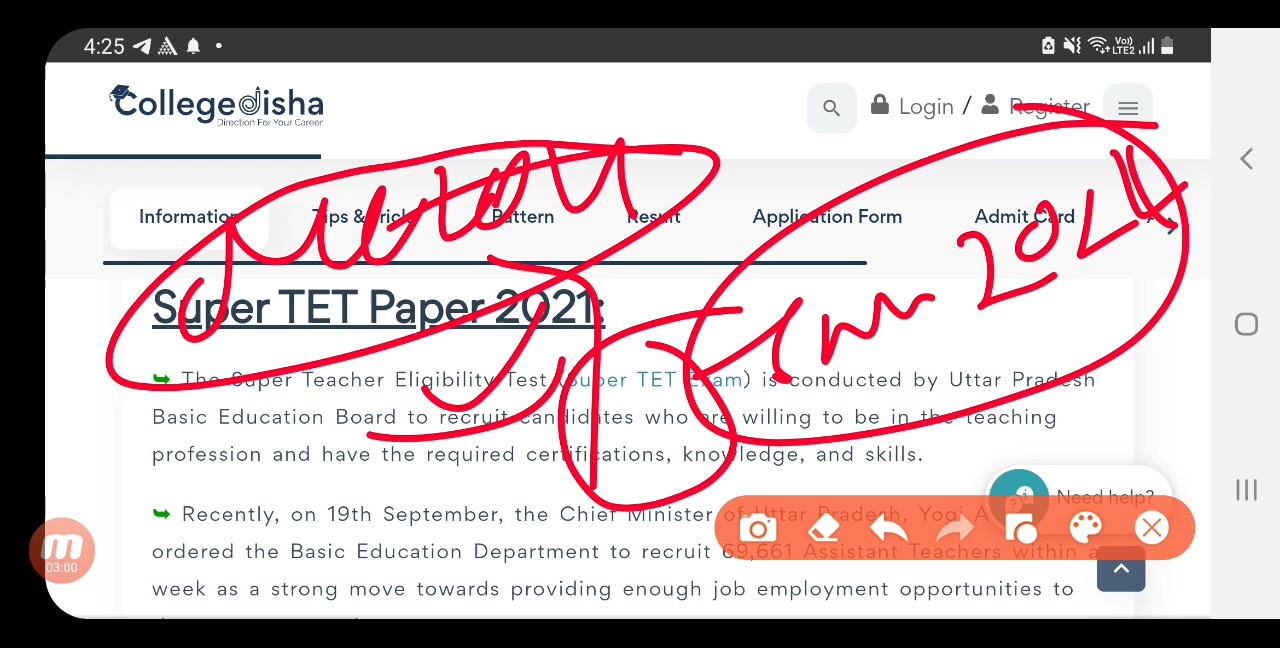 4:25 Vo)) LTE2
Collegedisha
Direction For Your Career
Login / Register
Information Tips & Tricks Pattern Result Application Form Admit Card
2024
Super TET Paper 2021:
The Super Teacher Eligibility Test (Super TET Exam) is conducted by Uttar Pradesh
Basic Education Board to recruit candidates who are willing to be in the teaching
profession and have the required certifications, knowledge, and skills.
Need help?
Recently, on 19th September, the Chief Minister of Uttar Pradesh, Yogi A
ordered the Basic Education Department to recruit 69,661 Assistant Teachers within a
03:00
week as a strong move towards providing enough job employment opportunities to